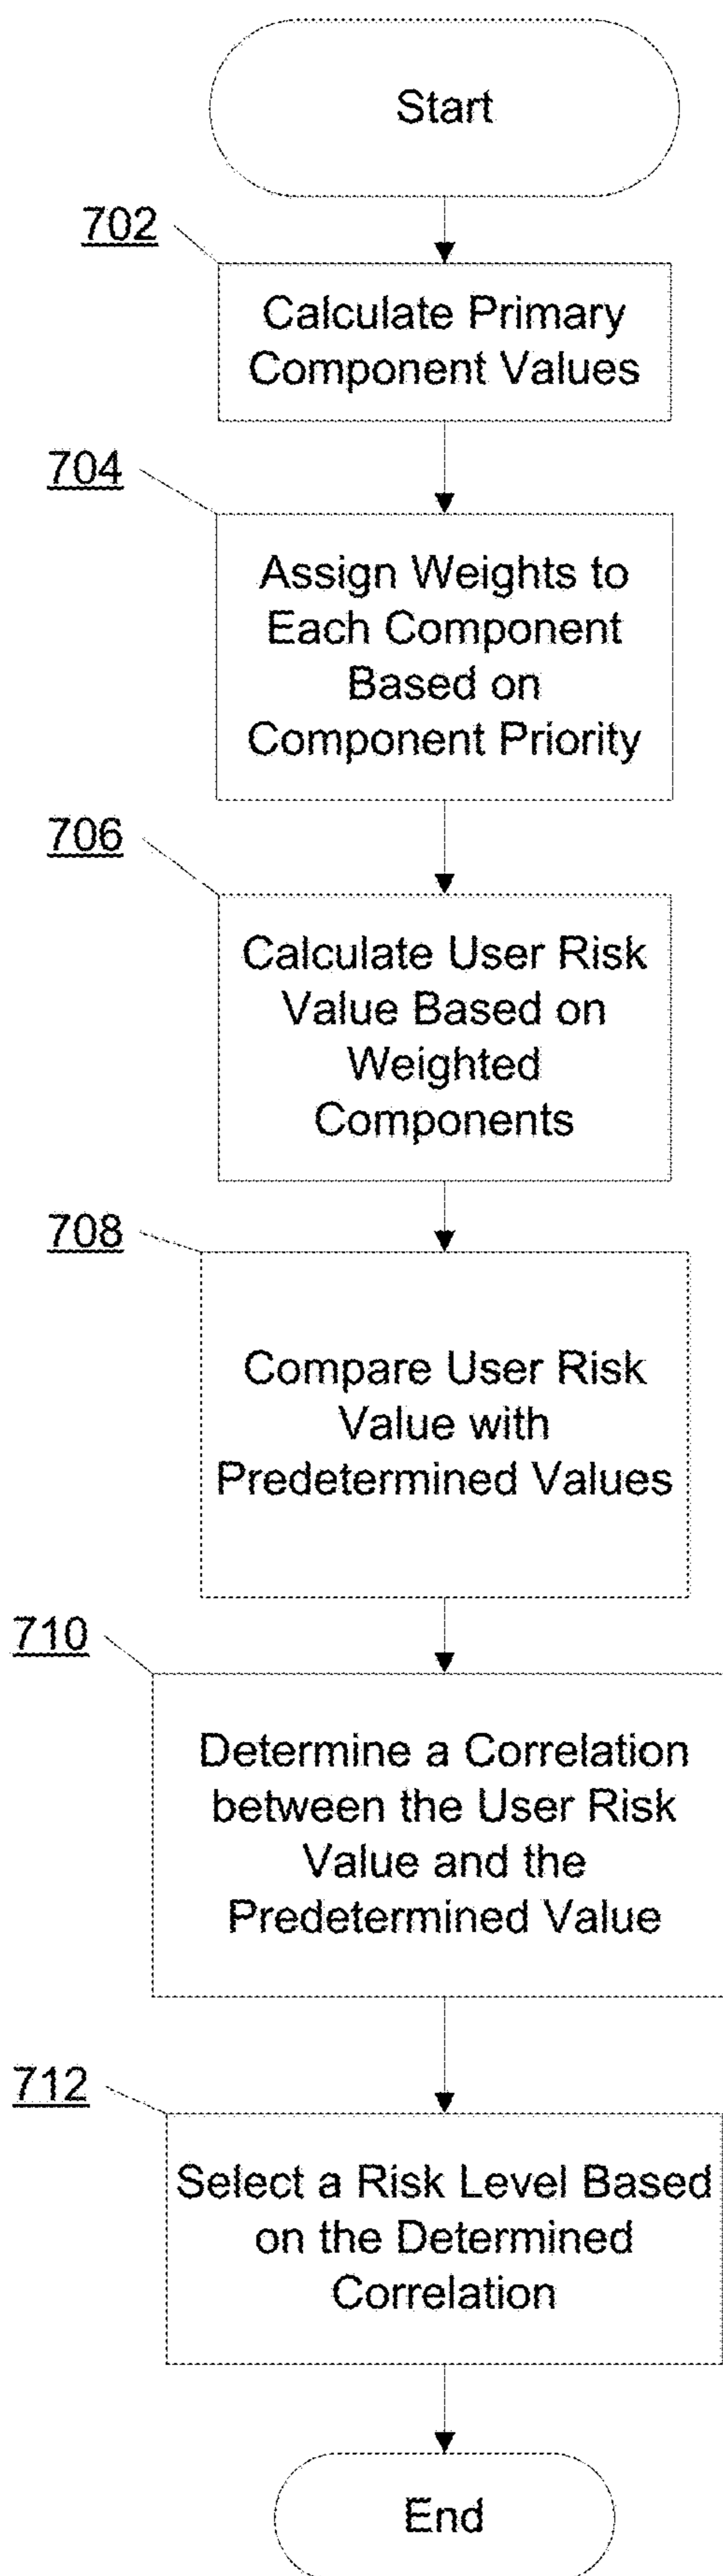 Start
702
Calculate Primary
Component Values
704
Assign Weights to
Each Component
Based on
Component Priority
706
Calculate User Risk
Value Based on
Weighted
Components
708
Compare User Risk
Value with
Predetermined Values
710
Determine a Correlation
between the User Risk
Value and the
Predetermined Value
712
Select a Risk Level Based
on the Determined
Correlation
End